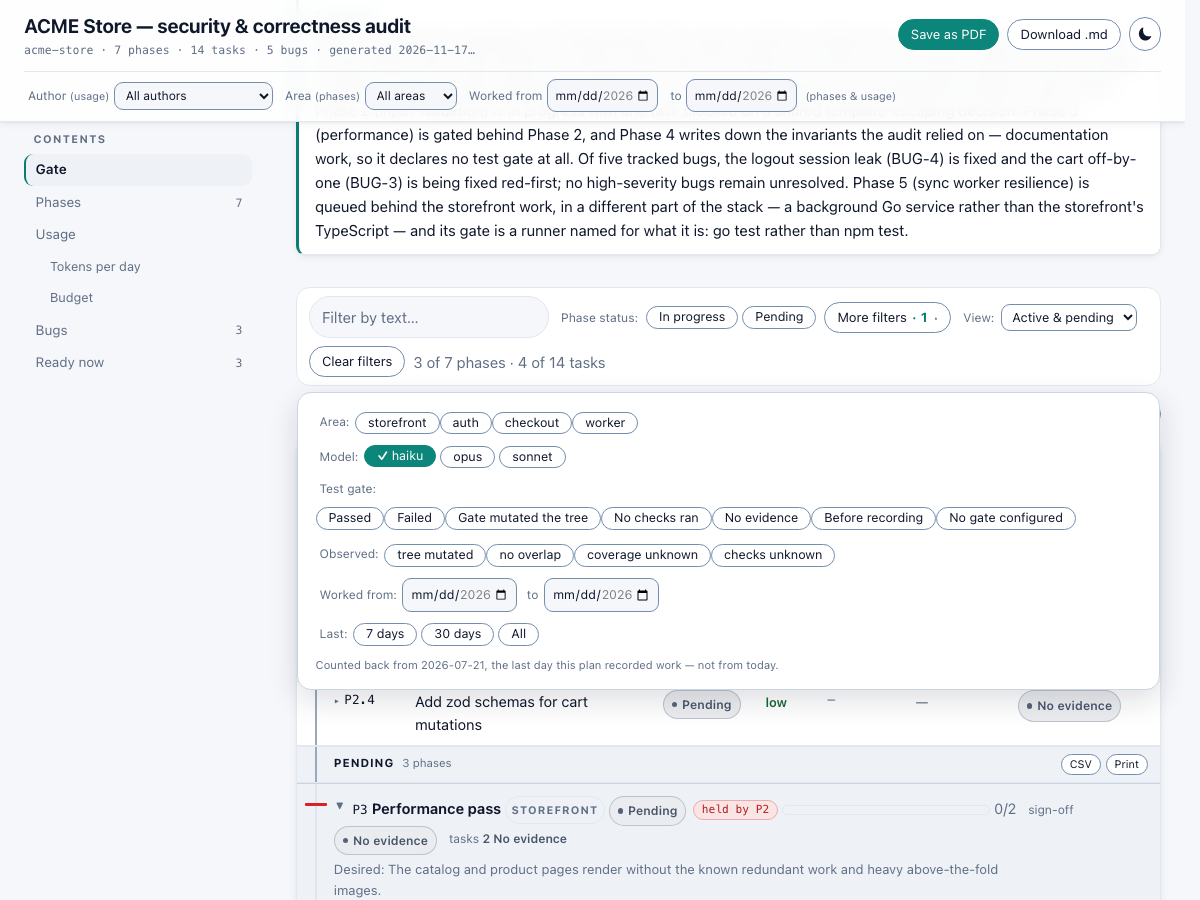 ACME Store — security & correctness audit
acme-store · 7 phases · 14 tasks · 5 bugs · generated 2026-11-17…
Save as PDF
Download .md
Author (usage) All authors Area (phases) All areas Worked from mm/dd/2026 to mm/dd/2026 (phases & usage)
CONTENTS
Gate
Phases 7
Usage
Tokens per day
Budget
Bugs 3
Ready now 3
(performance) is gated behind Phase 2, and Phase 4 writes down the invariants the audit relied on — documentation
work, so it declares no test gate at all. Of five tracked bugs, the logout session leak (BUG-4) is fixed and the cart off-by-
one (BUG-3) is being fixed red-first; no high-severity bugs remain unresolved. Phase 5 (sync worker resilience) is
queued behind the storefront work, in a different part of the stack — a background Go service rather than the storefront's
TypeScript — and its gate is a runner named for what it is: go test rather than npm test.
Filter by text... Phase status: In progress Pending More filters · 1 · View: Active & pending
Clear filters 3 of 7 phases · 4 of 14 tasks
Area: storefront auth checkout worker
Model: ✓ haiku opus sonnet
Test gate:
Passed Failed Gate mutated the tree No checks ran No evidence Before recording No gate configured
Observed: tree mutated no overlap coverage unknown checks unknown
Worked from: mm/dd/2026 to mm/dd/2026
Last: 7 days 30 days All
Counted back from 2026-07-21, the last day this plan recorded work — not from today.
▸ P2.4 Add zod schemas for cart • Pending low — — • No evidence
mutations
PENDING 3 phases CSV Print
▼ P3 Performance pass STOREFRONT • Pending held by P2 0/2 sign-off
• No evidence tasks 2 No evidence
Desired: The catalog and product pages render without the known redundant work and heavy above-the-fold
images.